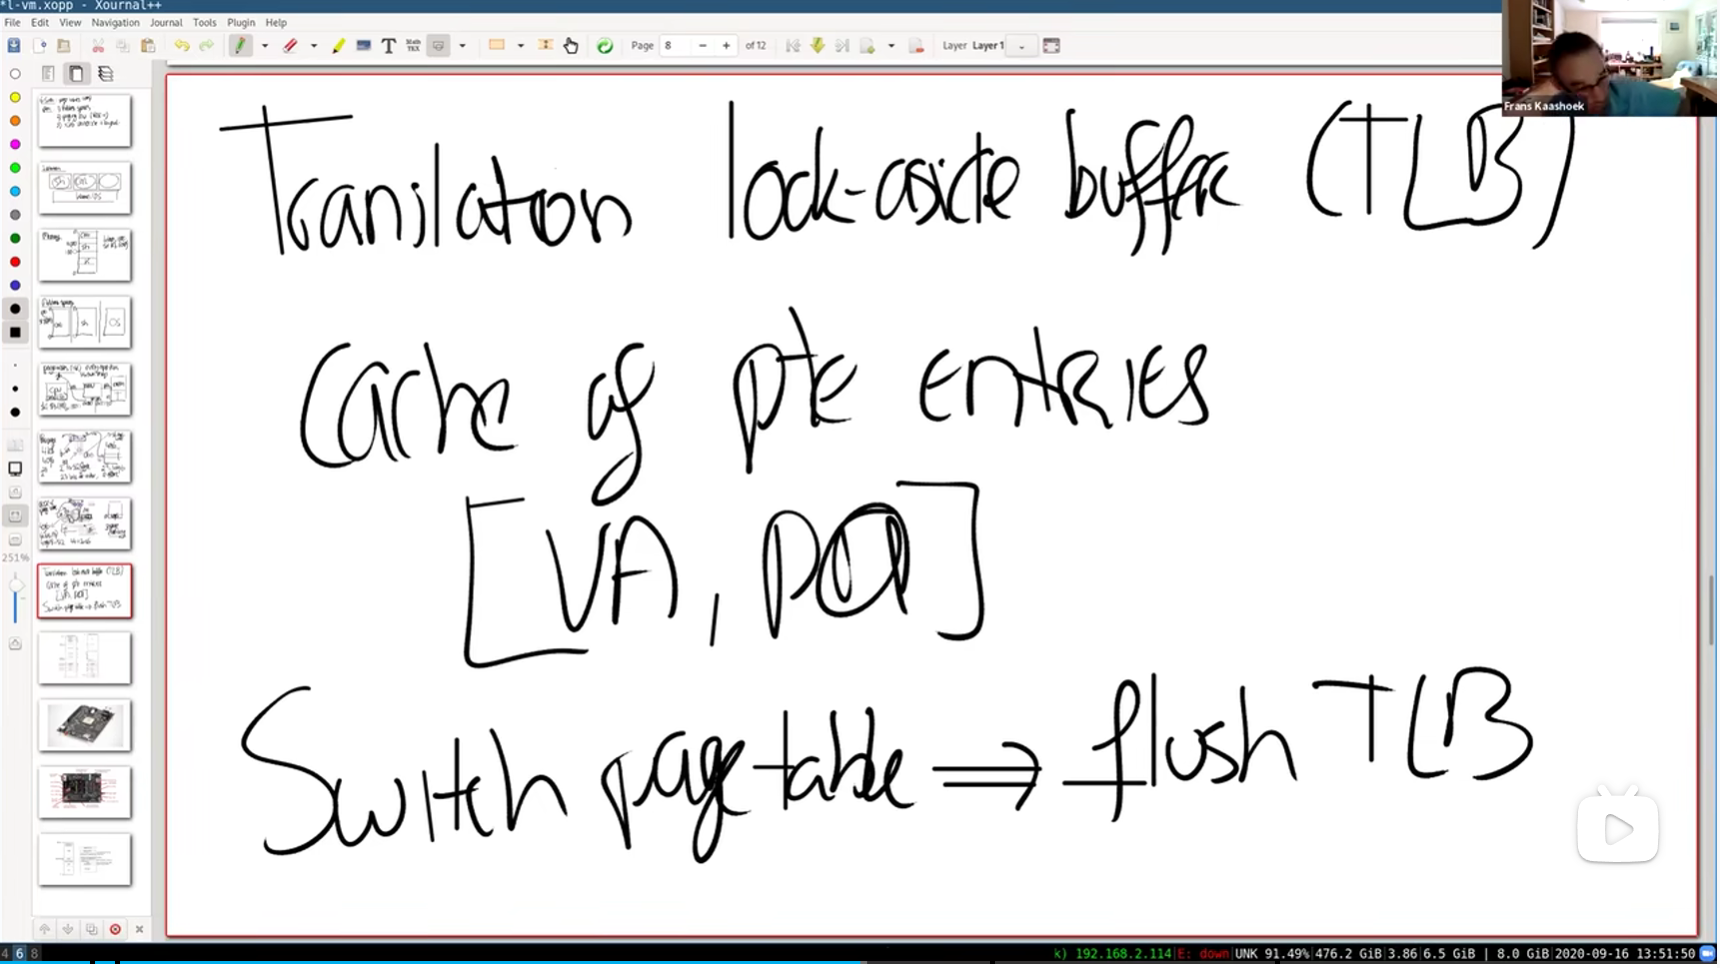 *l-vm.xopp - Xournal++
File Edit View Navigation Journal Tools Plugin Help
Page 8 of 12 Layer Layer 1
Frans Kaashoek
251%
Translation look-aside buffer (TLB)
Cache of pte entries
[VA, ]
Switch page table ⇒ flush TLB
4 6 8
192.168.2.114 E: down UNK 91.49% 476.2 GiB 3.86 6.5 GiB | 8.0 GiB 2020-09-16 13:51:50